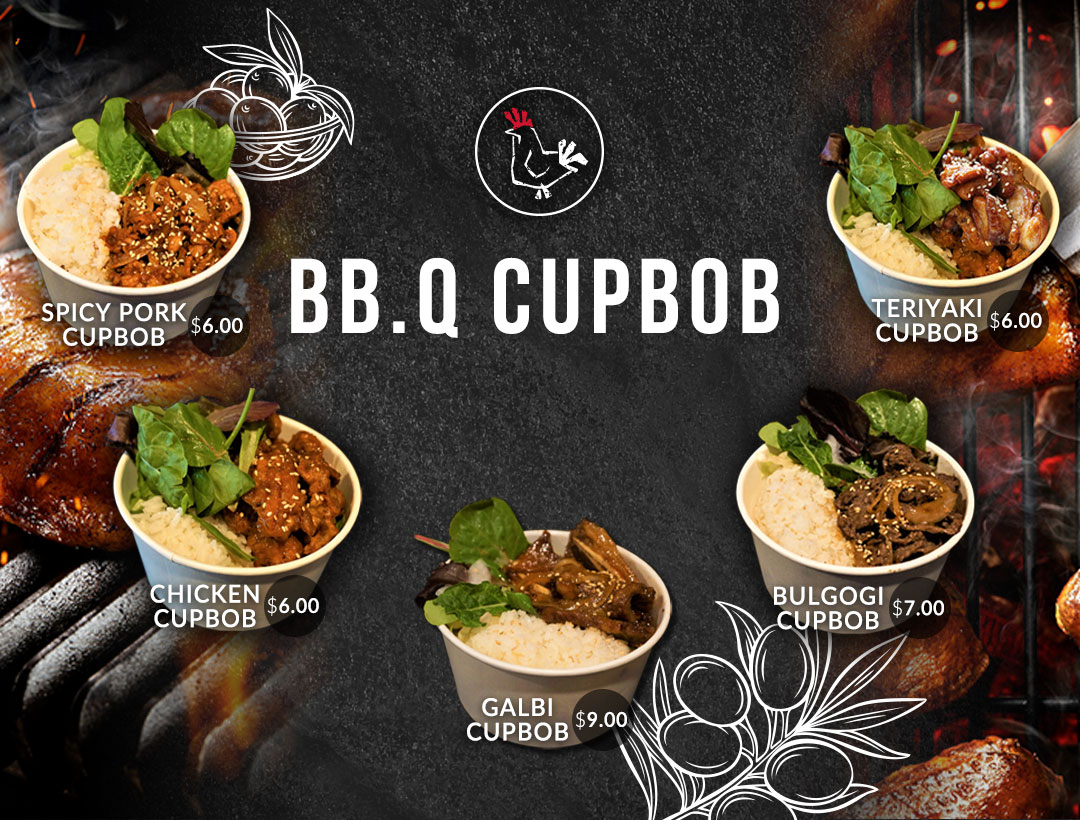 BB.Q CUPBOB
SPICY PORK
CUPBOB
$6.00
TERIYAKI
CUPBOB
$6.00
CHICKEN
CUPBOB
$6.00
BULGOGI
CUPBOB
$7.00
GALBI
CUPBOB
$9.00